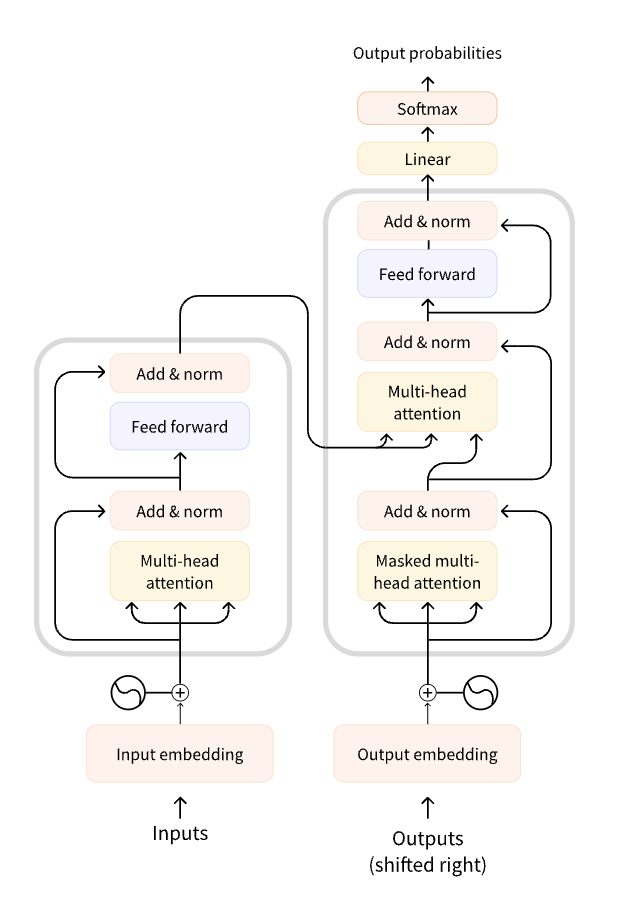 Output probabilities
Softmax
Linear
Add & norm
Feed forward
Add & norm
Multi-head
attention
Add & norm
Masked multi-
head attention
Output embedding
Outputs
(shifted right)
Add & norm
Feed forward
Add & norm
Multi-head
attention
Input embedding
Inputs